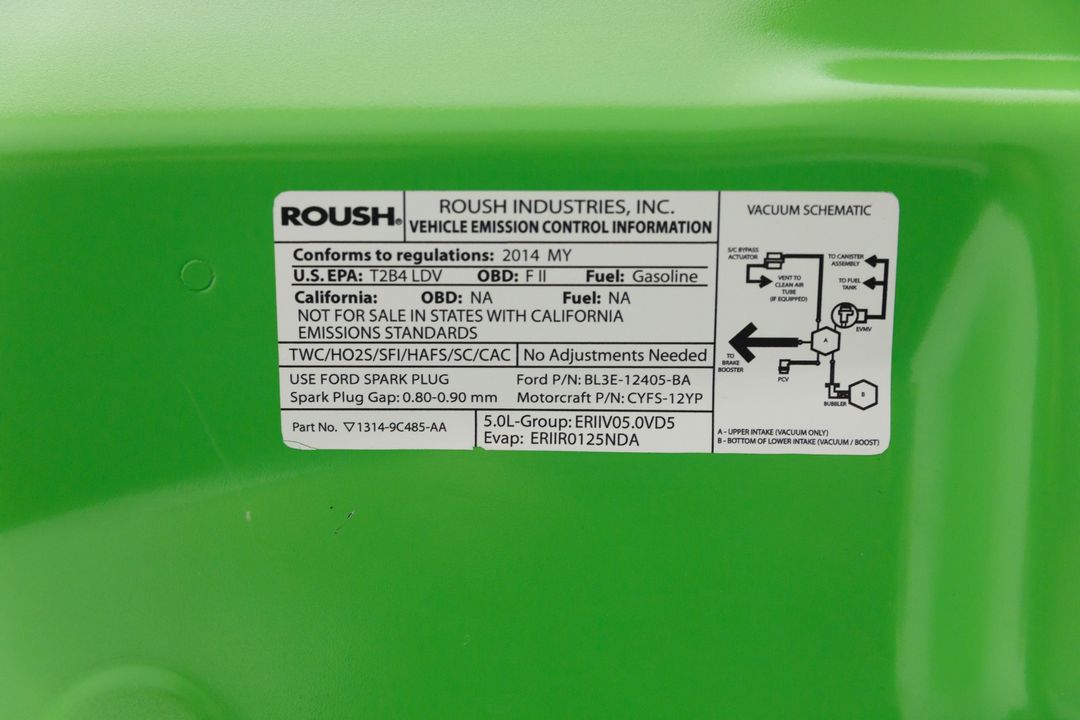 ROUSH®
ROUSH INDUSTRIES, INC.
VEHICLE EMISSION CONTROL INFORMATION
Conforms to regulations: 2014 MY
U.S. EPA: T2B4 LDV OBD: F II Fuel: Gasoline
California: OBD: NA Fuel: NA
NOT FOR SALE IN STATES WITH CALIFORNIA
EMISSIONS STANDARDS
TWC/HO2S/SFI/HAFS/SC/CAC No Adjustments Needed
USE FORD SPARK PLUG Ford P/N: BL3E-12405-BA
Spark Plug Gap: 0.80-0.90 mm Motorcraft P/N: CYFS-12YP
Part No. ▽1314-9C485-AA
5.0L-Group: ERIIV05.0VD5
Evap: ERIIR0125NDA
VACUUM SCHEMATIC
S/C BYPASS
ACTUATOR
TO CANISTER
ASSEMBLY
VENT TO
CLEAN AIR
TUBE
(IF EQUIPPED)
TO FUEL
TANK
EVMV
A
TO
BRAKE
BOOSTER
PCV
BUBBLER
B
A - UPPER INTAKE (VACUUM ONLY)
B - BOTTOM OF LOWER INTAKE (VACUUM / BOOST)